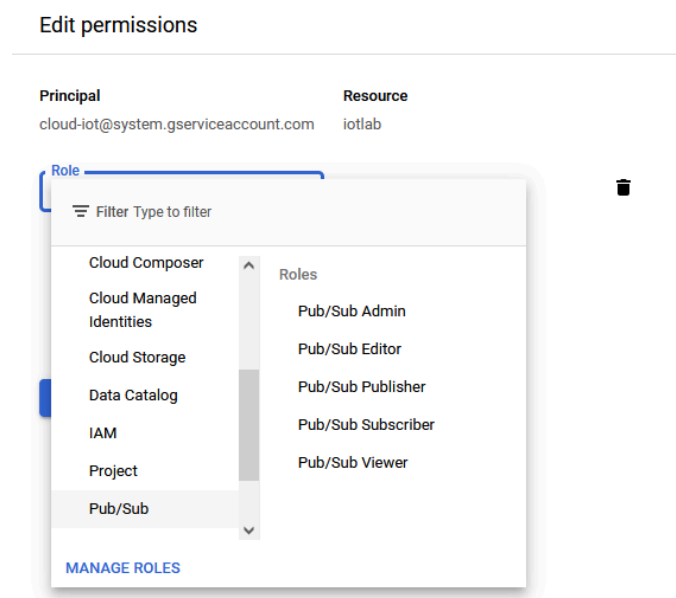 Edit permissions
Principal
Resource
cloud-iot@system.gserviceaccount.com
iotlab
Role
Filter Type to filter
Cloud Composer
Cloud Managed
Identities
Cloud Storage
Data Catalog
IAM
Project
Pub/Sub
Roles
Pub/Sub Admin
Pub/Sub Editor
Pub/Sub Publisher
Pub/Sub Subscriber
Pub/Sub Viewer
MANAGE ROLES